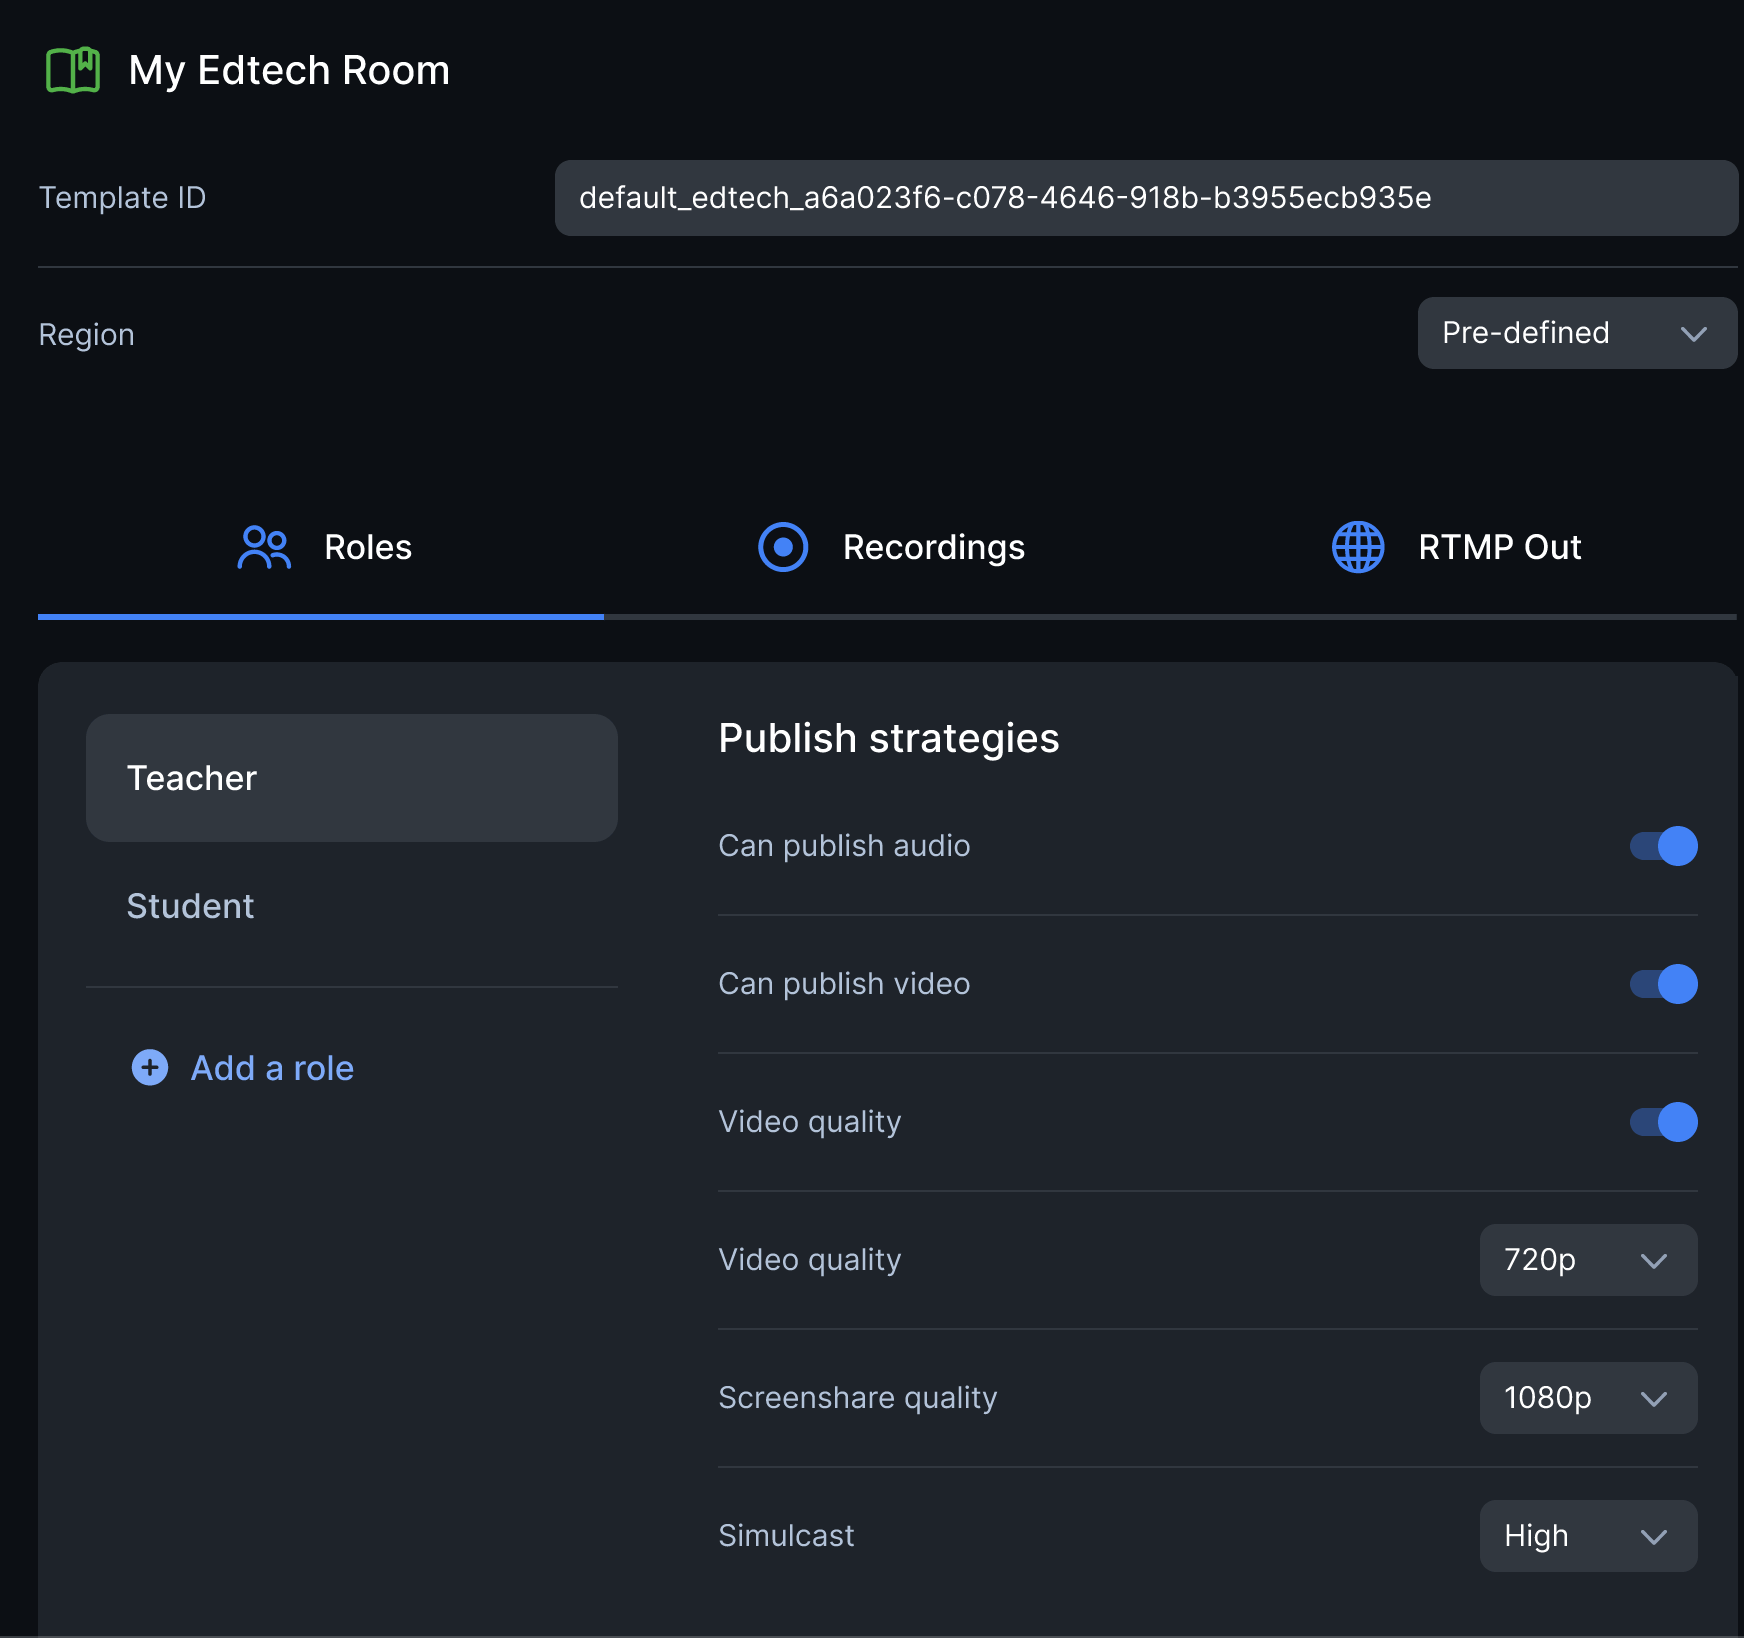 My Edtech Room
Template ID
default_edtech_a6a023f6-c078-4646-918b-b3955ecb935e
Region
Pre-defined
Roles
Recordings
RTMP Out
Teacher
Student
Add a role
Publish strategies
Can publish audio
Can publish video
Video quality
Video quality
720p
Screenshare quality
1080p
Simulcast
High